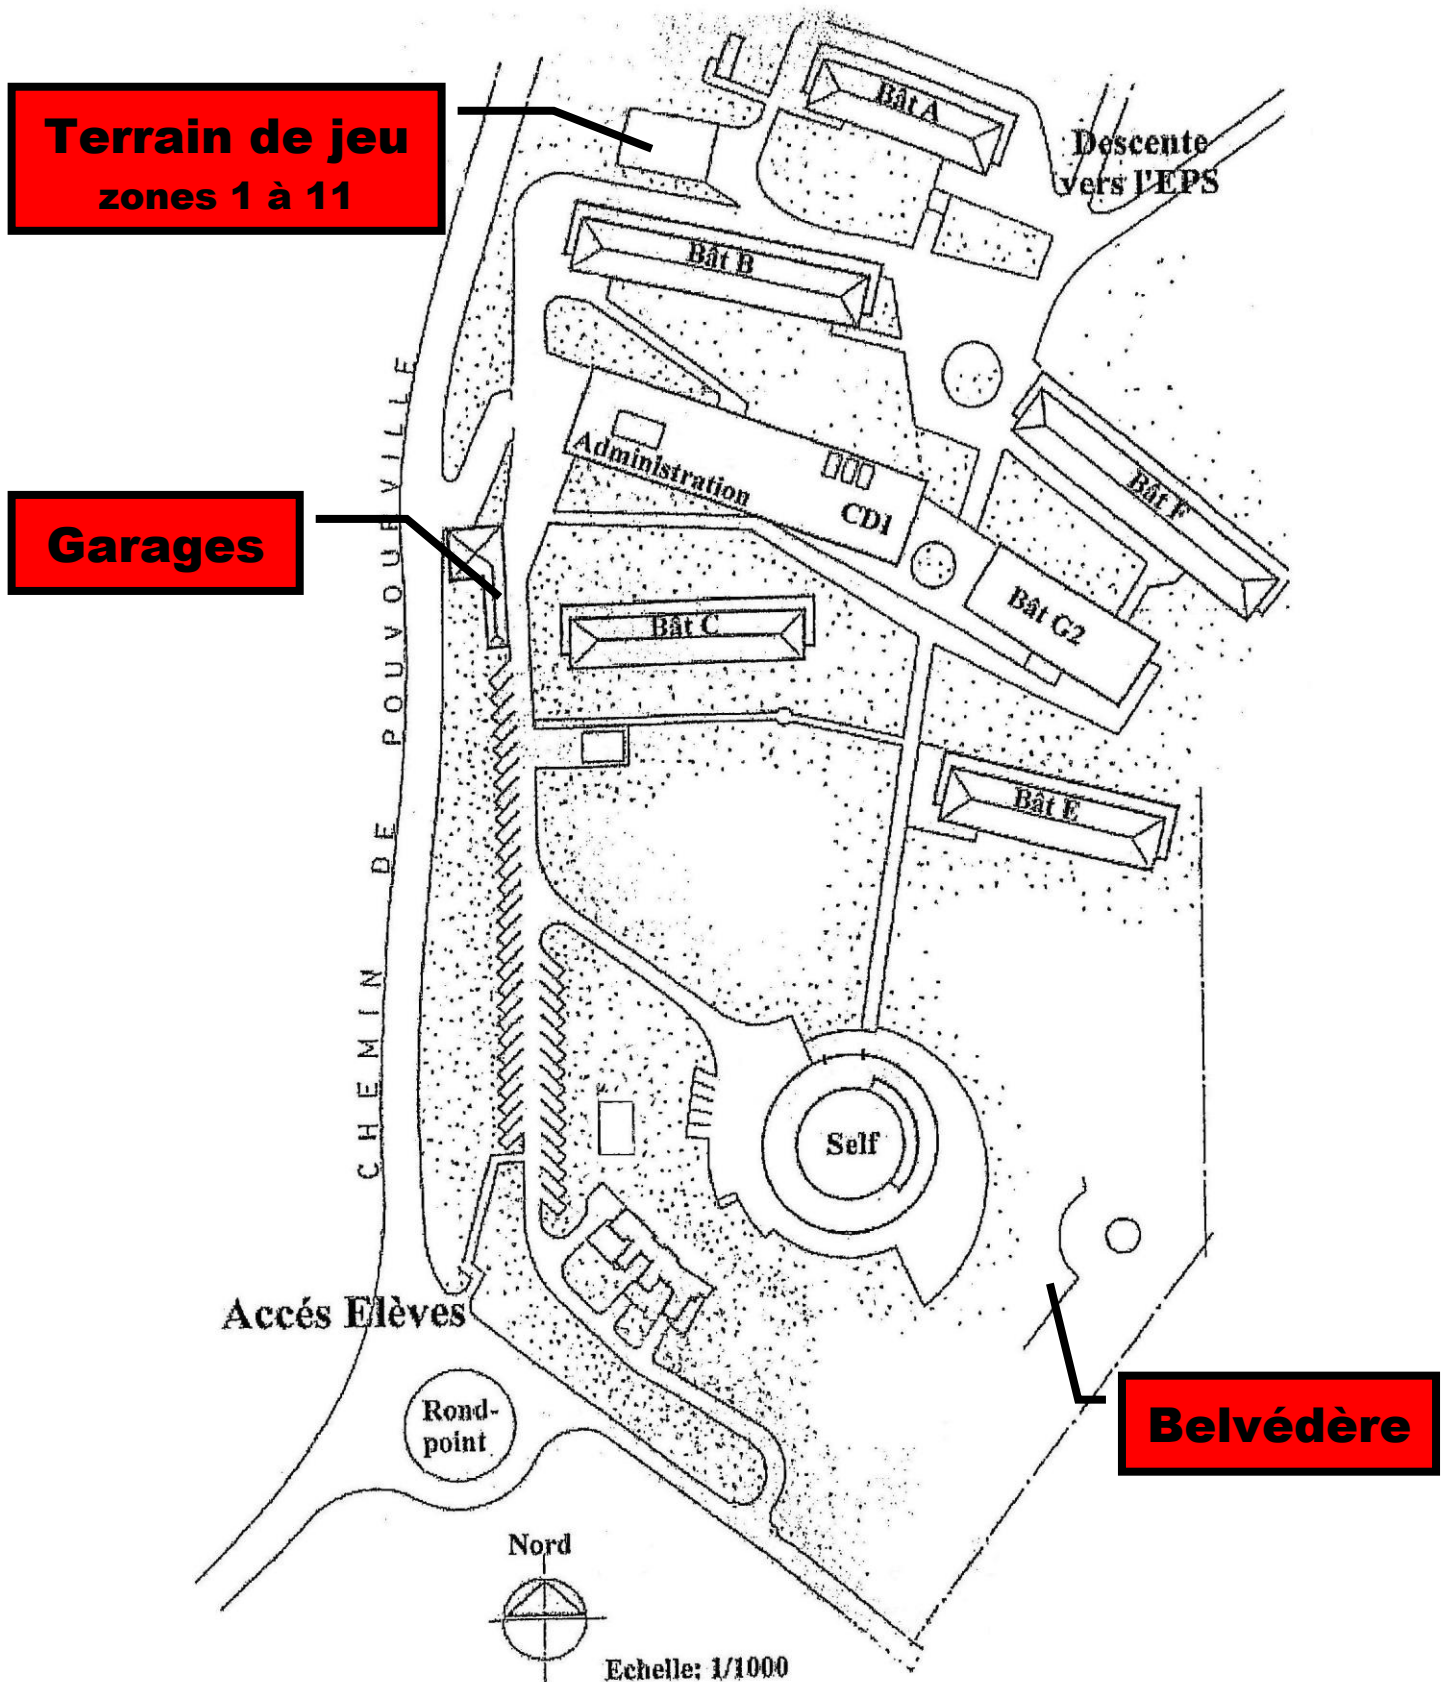 Terrain de jeu
zones 1 à 11
Bât A
Descente
vers l'EPS
Bât B
CHEMIN DE POUVOURVILLE
Administration
CDI
Bât F
Garages
Bât G2
Bât C
Bât E
Self
Accés Elèves
Rond-
point
Belvédère
Nord
Echelle: 1/1000